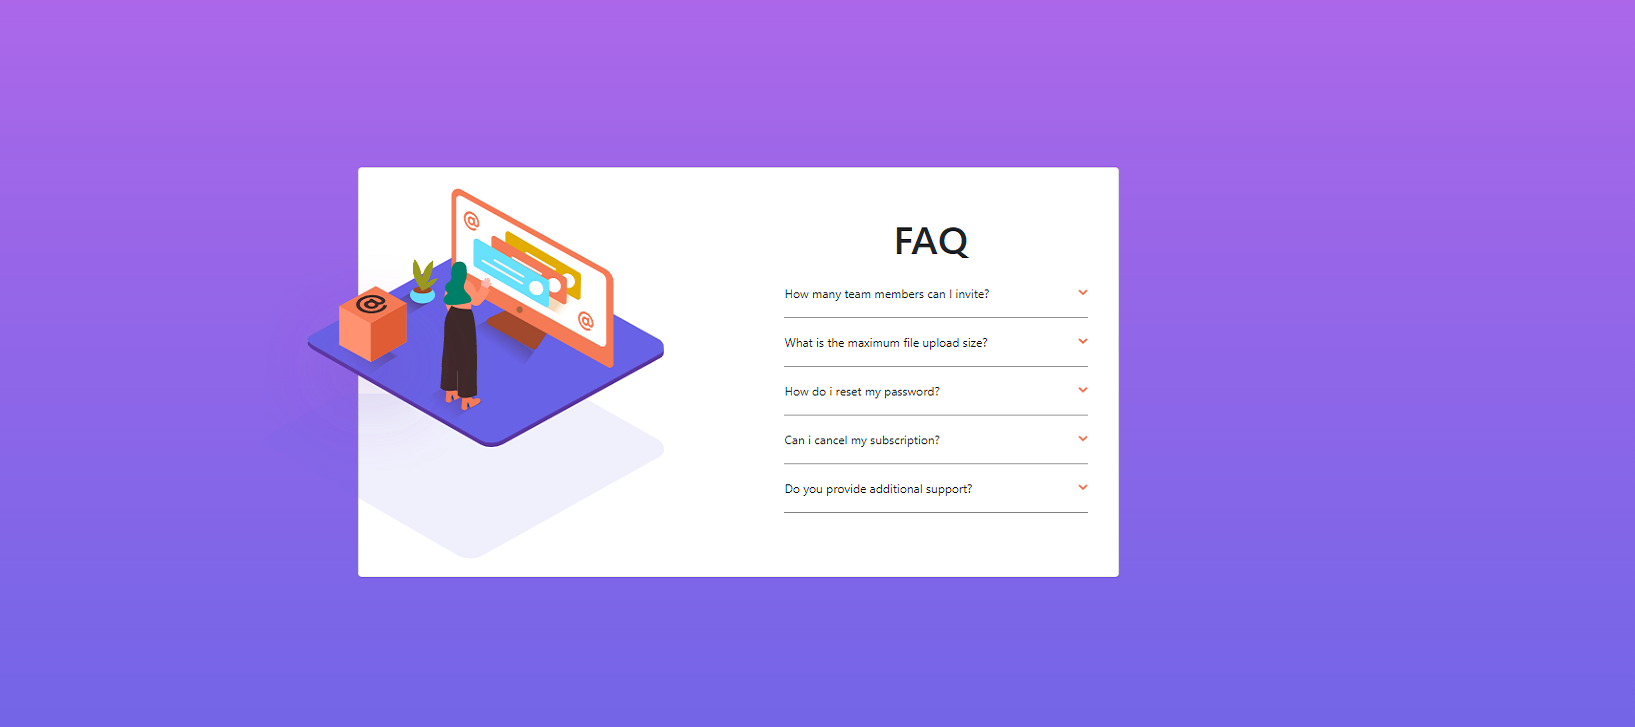 @
@
@
FAQ
How many team members can I invite?
What is the maximum file upload size?
How do i reset my password?
Can i cancel my subscription?
Do you provide additional support?